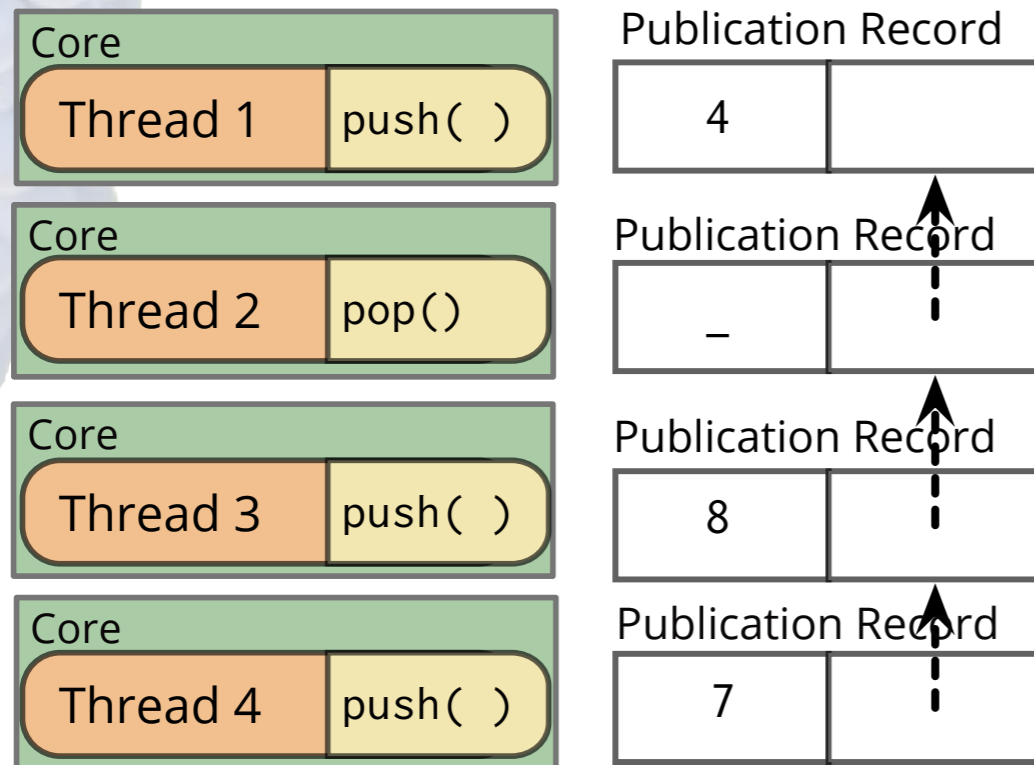 Core
Thread 1 push( )
Publication Record
4
Core
Thread 2 pop()
Publication Record
_
Core
Thread 3 push( )
Publication Record
8
Core
Thread 4 push( )
Publication Record
7